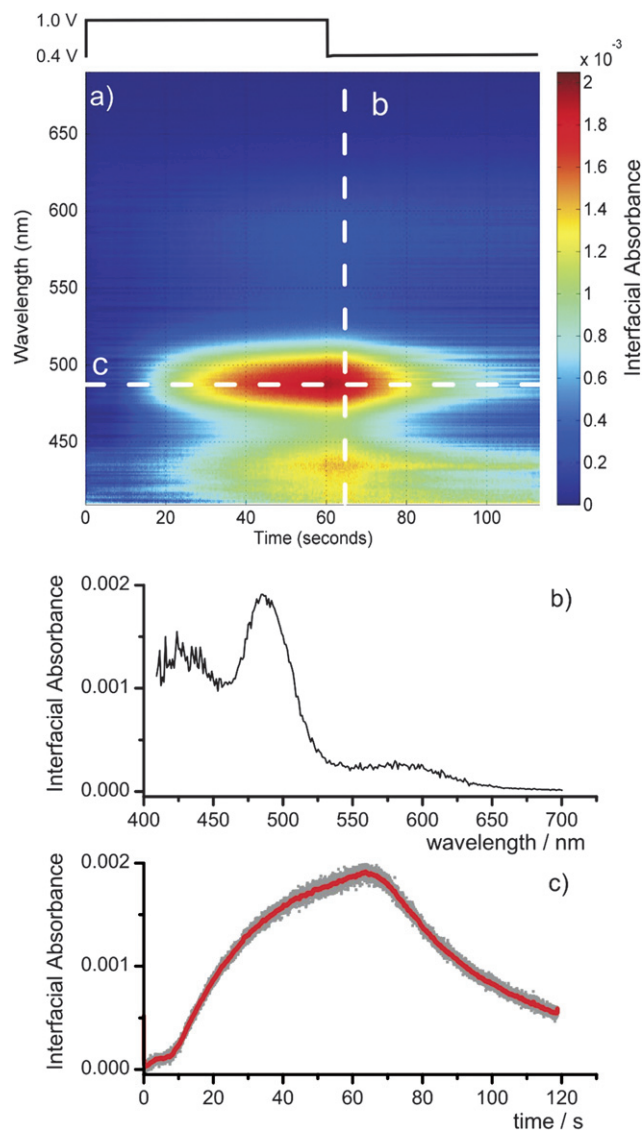 1.0 V
0.4 V
x 10⁻³
a)
b
c
Wavelength (nm)
650
600
550
500
450
0 20 40 60 80 100
Time (seconds)
2
1.8
1.6
1.4
1.2
1
0.8
0.6
0.4
0.2
0
Interfacial Absorbance
b)
Interfacial Absorbance
0.002
0.001
0.000
400 450 500 550 600 650 700
wavelength / nm
c)
Interfacial Absorbance
0.002
0.001
0.000
0 20 40 60 80 100 120
time / s